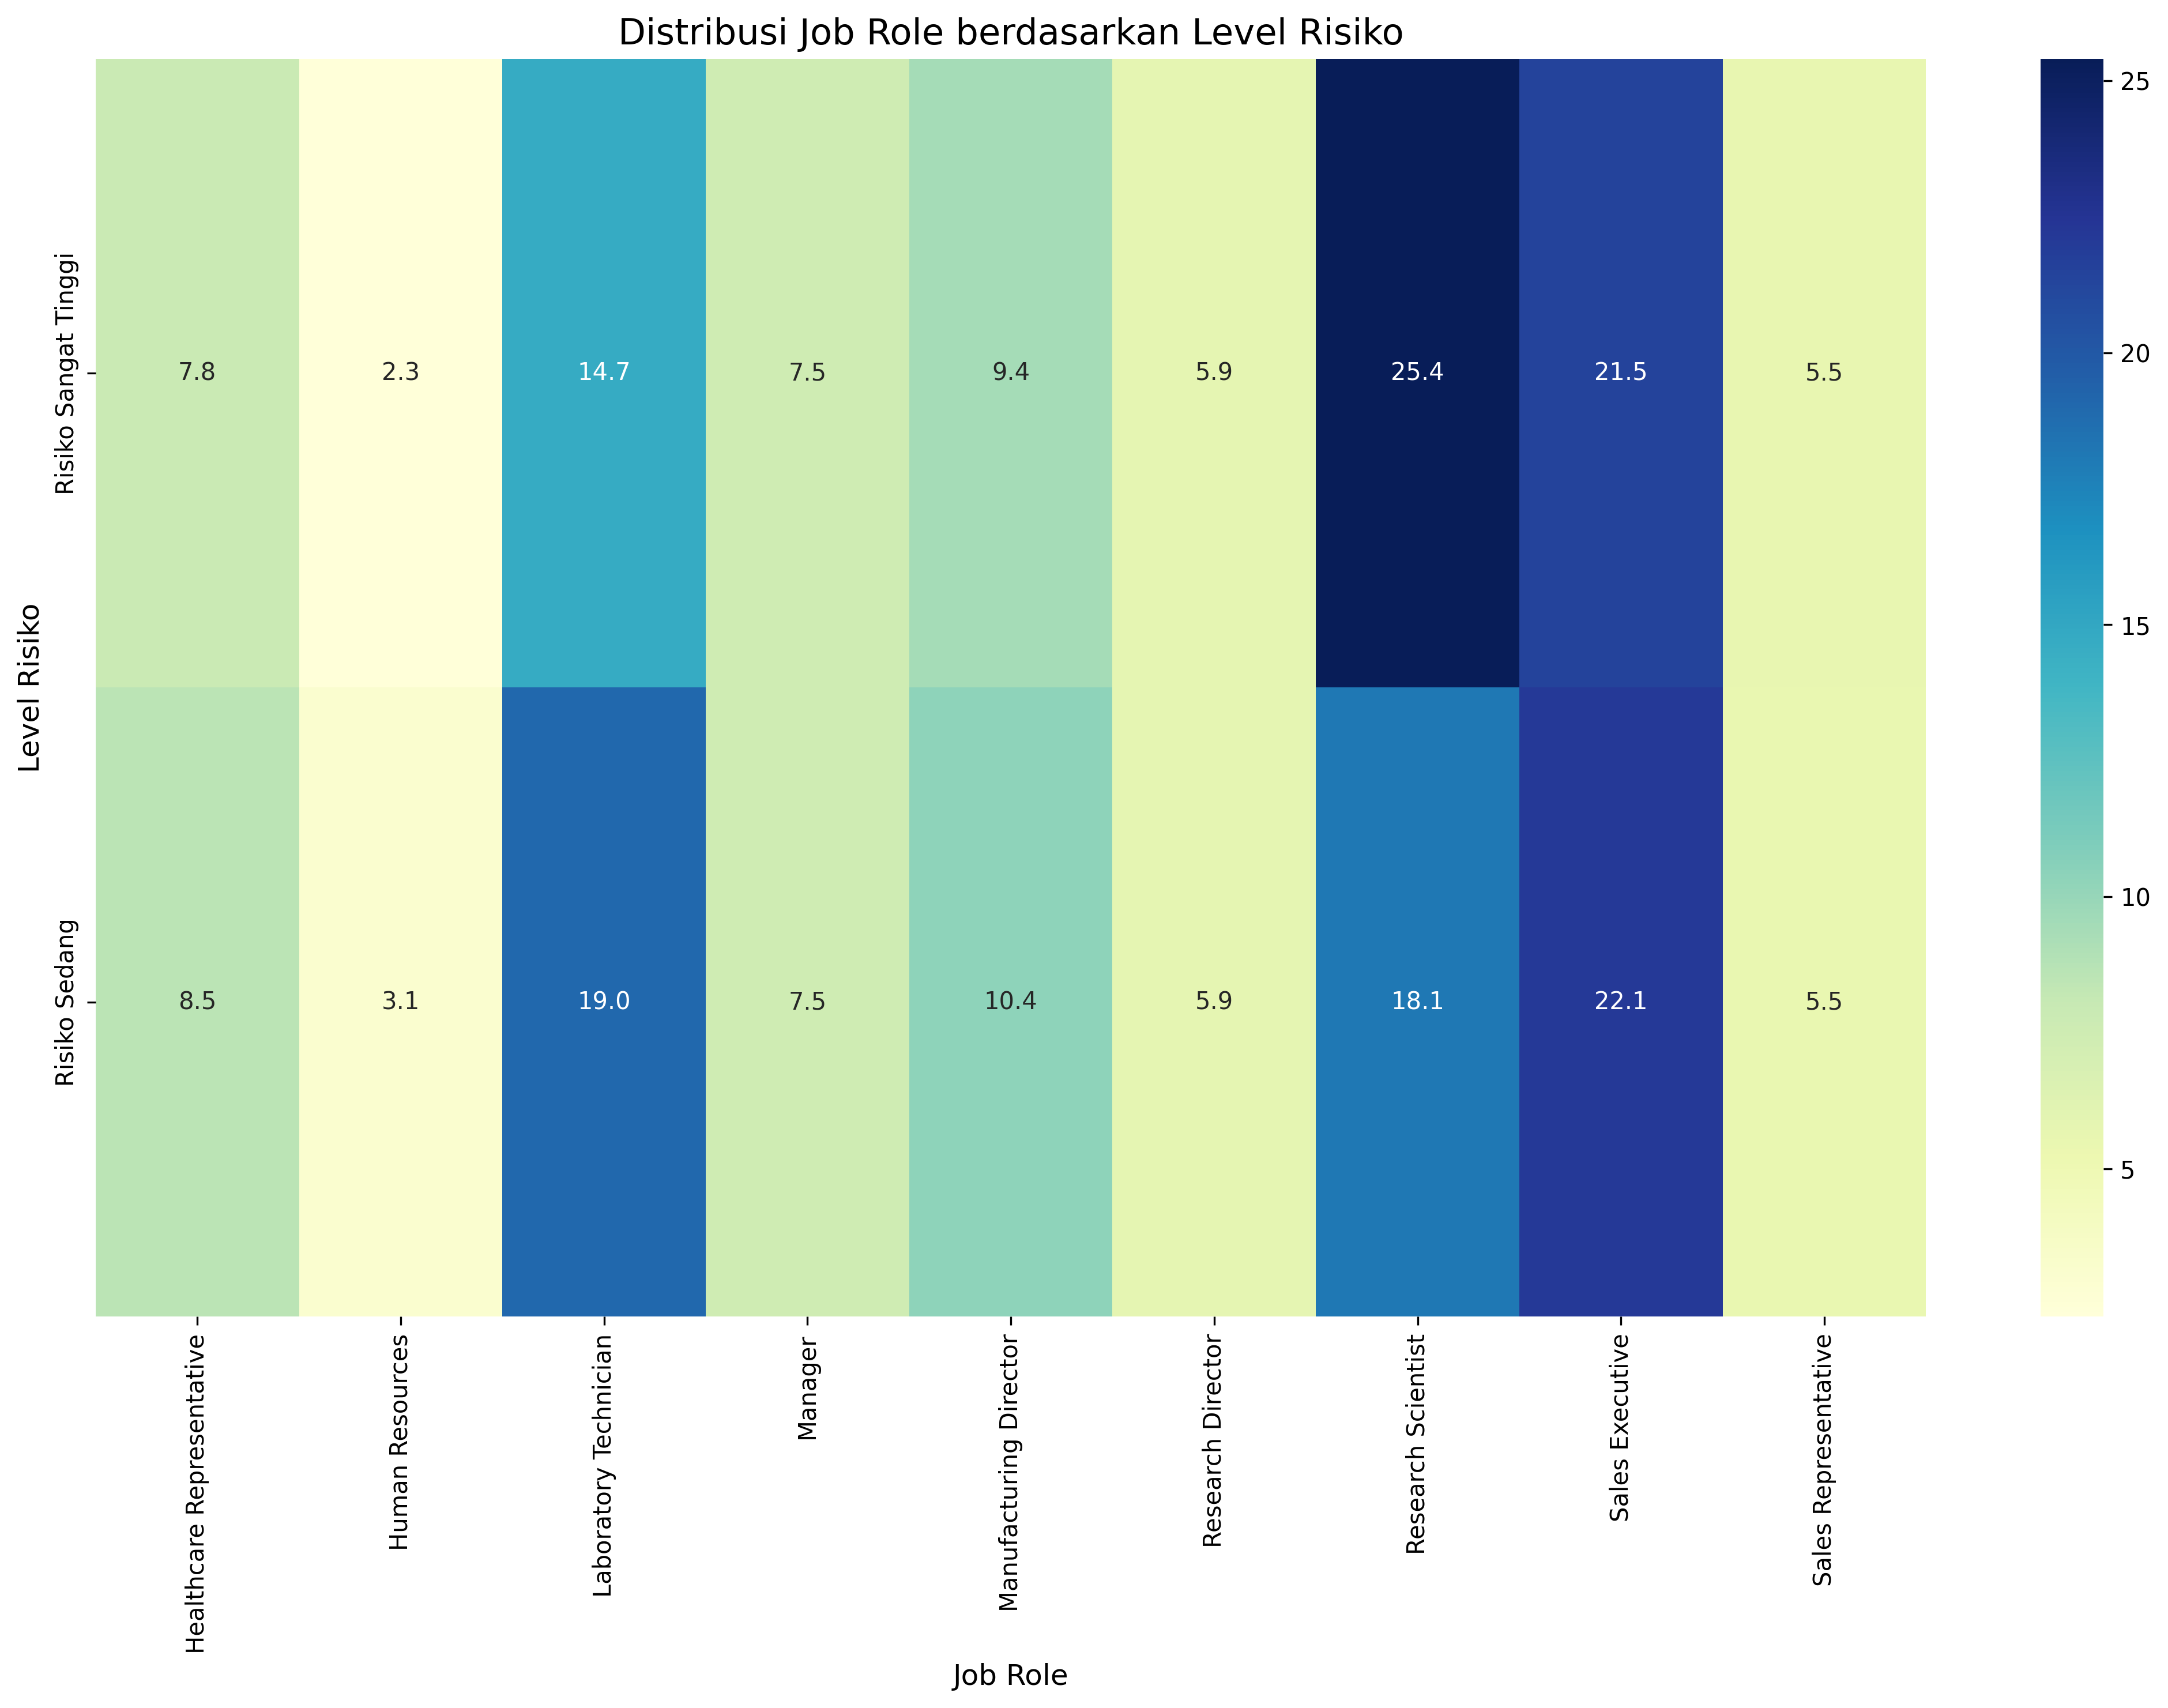 Distribusi Job Role berdasarkan Level Risiko
Level Risiko
Risiko Sangat Tinggi
7.8 2.3 14.7 7.5 9.4 5.9 25.4 21.5 5.5
Risiko Sedang
8.5 3.1 19.0 7.5 10.4 5.9 18.1 22.1 5.5
Healthcare Representative
Human Resources
Laboratory Technician
Manager
Manufacturing Director
Research Director
Research Scientist
Sales Executive
Sales Representative
Job Role
25
20
15
10
5